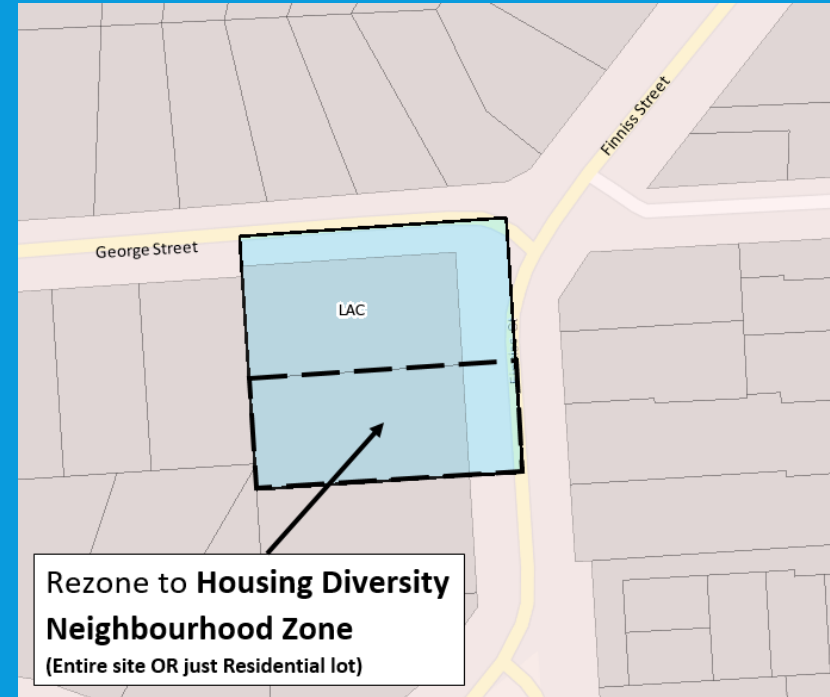 Finniss Street
George Street
LAC
Rezone to Housing Diversity
Neighbourhood Zone
(Entire site OR just Residential lot)